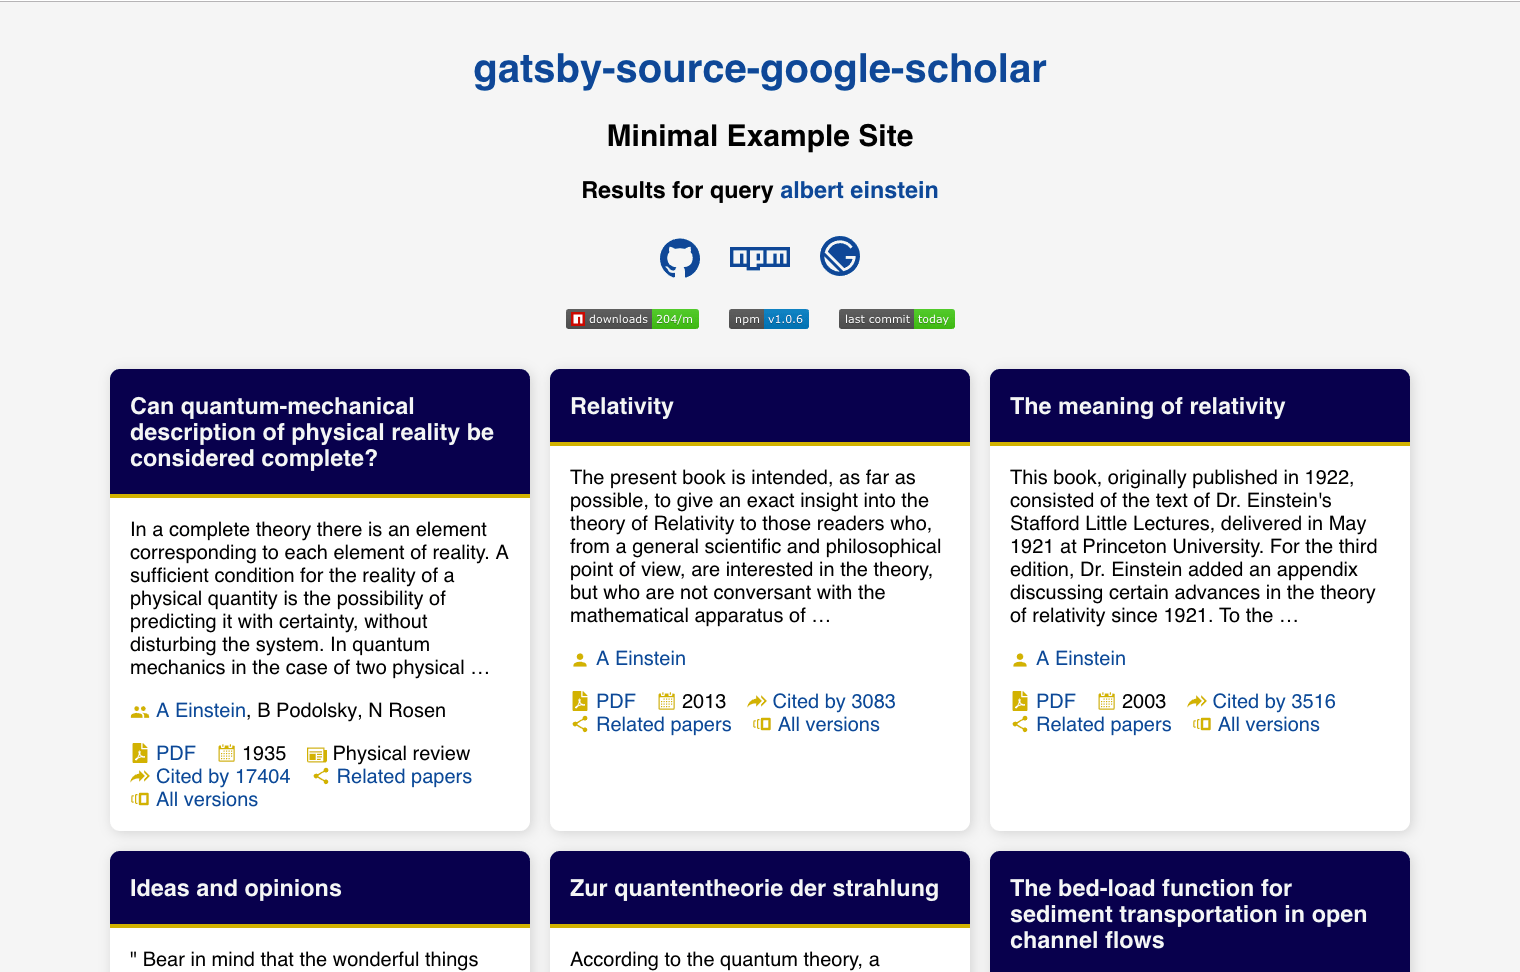 gatsby-source-google-scholar
Minimal Example Site
Results for query albert einstein
npm
downloads 204/m
npm v1.0.6
last commit today
Can quantum-mechanical
description of physical reality be
considered complete?
In a complete theory there is an element
corresponding to each element of reality. A
sufficient condition for the reality of a
physical quantity is the possibility of
predicting it with certainty, without
disturbing the system. In quantum
mechanics in the case of two physical …
A Einstein, B Podolsky, N Rosen
PDF 1935 Physical review
Cited by 17404 Related papers
All versions
Relativity
The present book is intended, as far as
possible, to give an exact insight into the
theory of Relativity to those readers who,
from a general scientific and philosophical
point of view, are interested in the theory,
but who are not conversant with the
mathematical apparatus of …
A Einstein
PDF 2013 Cited by 3083
Related papers All versions
The meaning of relativity
This book, originally published in 1922,
consisted of the text of Dr. Einstein's
Stafford Little Lectures, delivered in May
1921 at Princeton University. For the third
edition, Dr. Einstein added an appendix
discussing certain advances in the theory
of relativity since 1921. To the …
A Einstein
PDF 2003 Cited by 3516
Related papers All versions
Ideas and opinions
" Bear in mind that the wonderful things
Zur quantentheorie der strahlung
According to the quantum theory, a
The bed-load function for
sediment transportation in open
channel flows